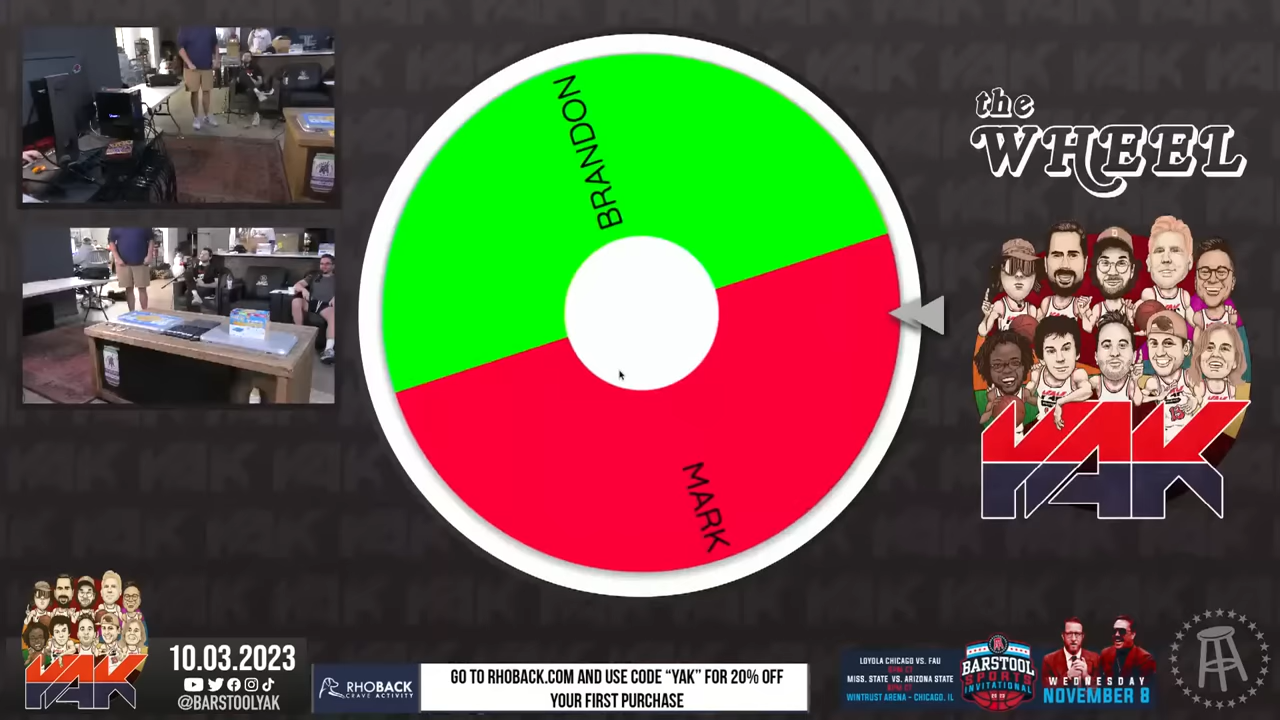 BRANDON
MARK
the
WHEEL
YAK
YAK
10.03.2023
@BARSTOOLYAK
RHOBACK
GO TO RHOBACK.COM AND USE CODE “YAK” FOR 20% OFF
YOUR FIRST PURCHASE
LOYOLA CHICAGO VS. FAU
MISS. STATE VS. ARIZONA STATE
WINTRUST ARENA - CHICAGO, IL
BARSTOOL
SPORTS
INVITATIONAL
WEDNESDAY
NOVEMBER 8